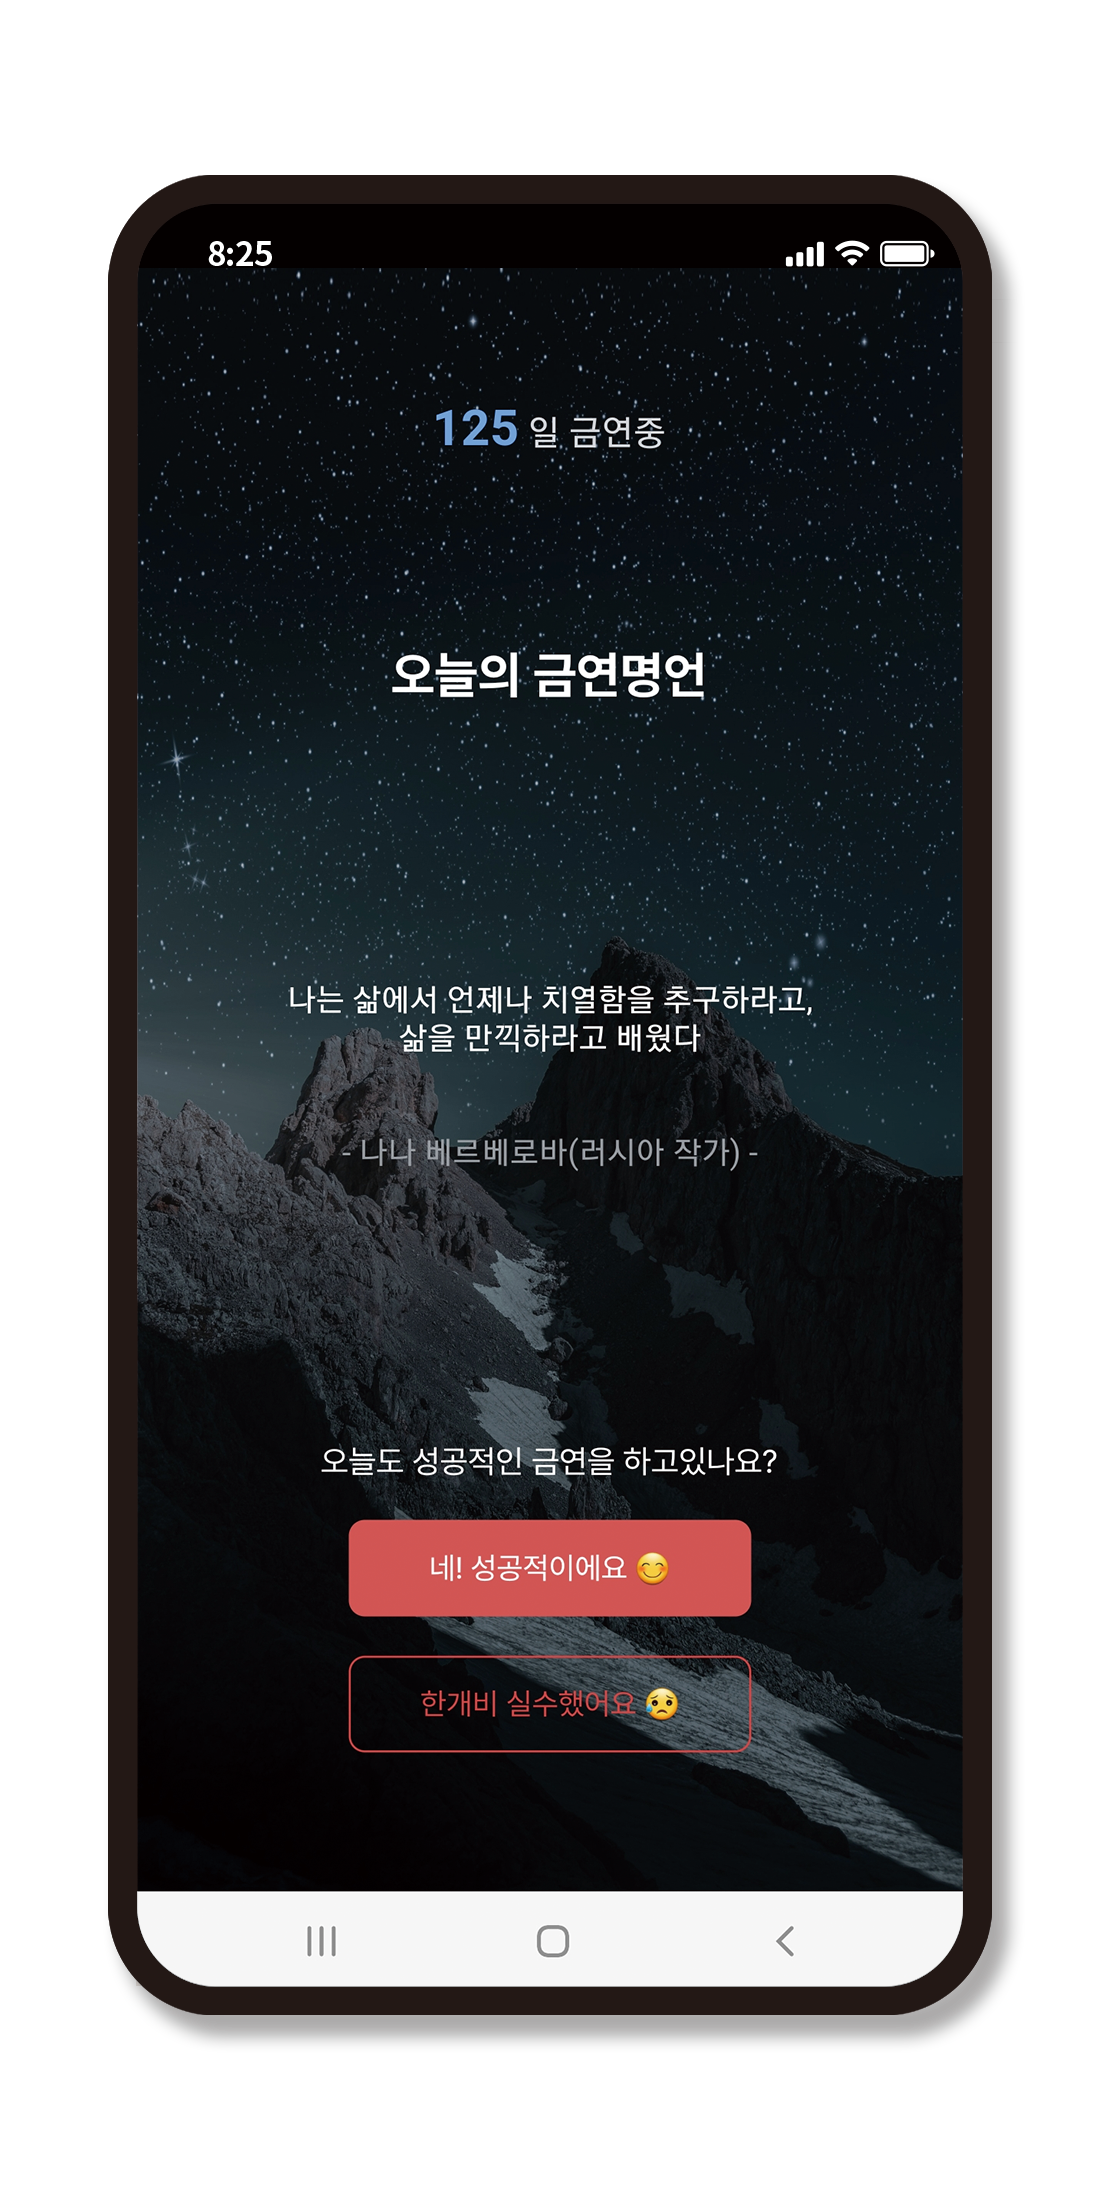 8:25
125 일 금연중
오늘의 금연명언
나는 삶에서 언제나 치열함을 추구하라고,
삶을 만끽하라고 배웠다
- 나나 베르베로바(러시아 작가) -
오늘도 성공적인 금연을 하고있나요?
네! 성공적이에요 😊
한개비 실수했어요 😥